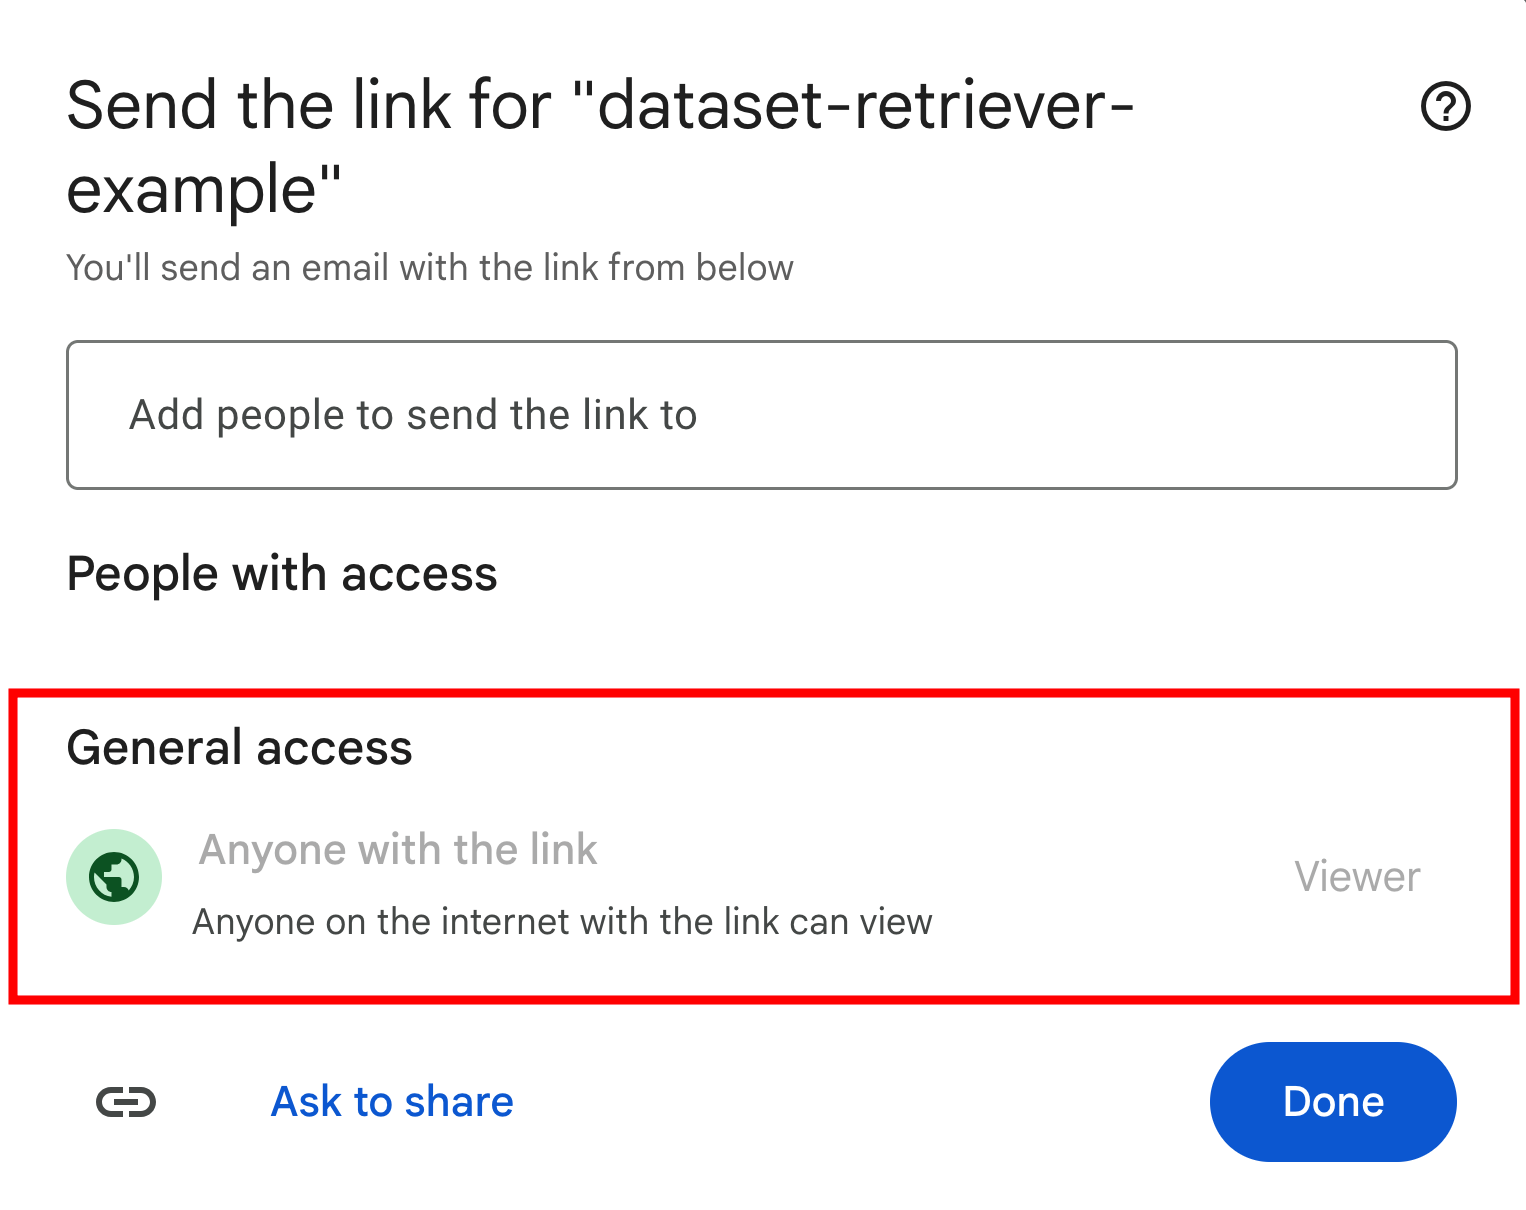 Send the link for "dataset-retriever-
example"
You'll send an email with the link from below
Add people to send the link to
People with access
General access
Anyone with the link
Viewer
Anyone on the internet with the link can view
Ask to share
Done